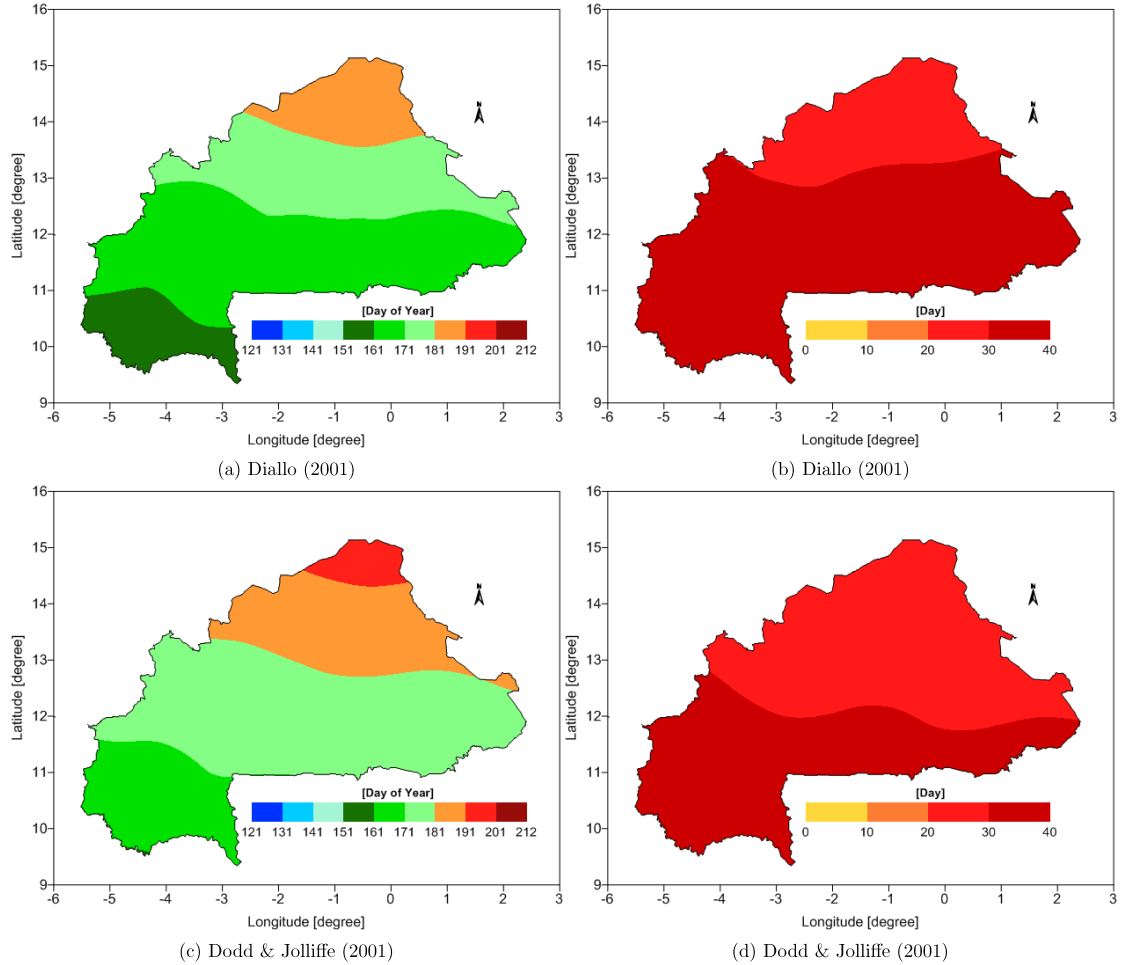 16
15
14
13
12
11
10
9
Latitude [degree]
N
[Day of Year]
121 131 141 151 161 171 181 191 201 212
-6 -5 -4 -3 -2 -1 0 1 2 3
Longitude [degree]
(a) Diallo (2001)
16
15
14
13
12
11
10
9
Latitude [degree]
N
[Day]
0 10 20 30 40
-6 -5 -4 -3 -2 -1 0 1 2 3
Longitude [degree]
(b) Diallo (2001)
16
15
14
13
12
11
10
9
Latitude [degree]
N
[Day of Year]
121 131 141 151 161 171 181 191 201 212
-6 -5 -4 -3 -2 -1 0 1 2 3
Longitude [degree]
(c) Dodd & Jolliffe (2001)
16
15
14
13
12
11
10
9
Latitude [degree]
N
[Day]
0 10 20 30 40
-6 -5 -4 -3 -2 -1 0 1 2 3
Longitude [degree]
(d) Dodd & Jolliffe (2001)